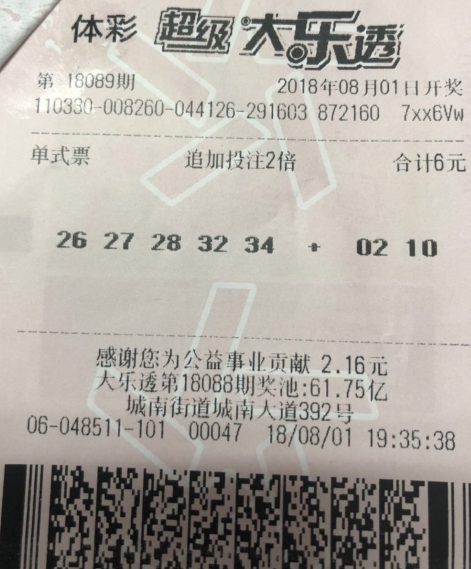 体彩 超级大乐透
第 18089期 2018年08月01日开奖
110330-008260-044126-291603 872160 7xx6Vw
单式票 追加投注2倍 合计6元
26 27 28 32 34 + 02 10
感谢您为公益事业贡献 2.16元
大乐透第18088期奖池:61.75亿
城南街道城南大道392号
06-048511-101 00047 18/08/01 19:35:38